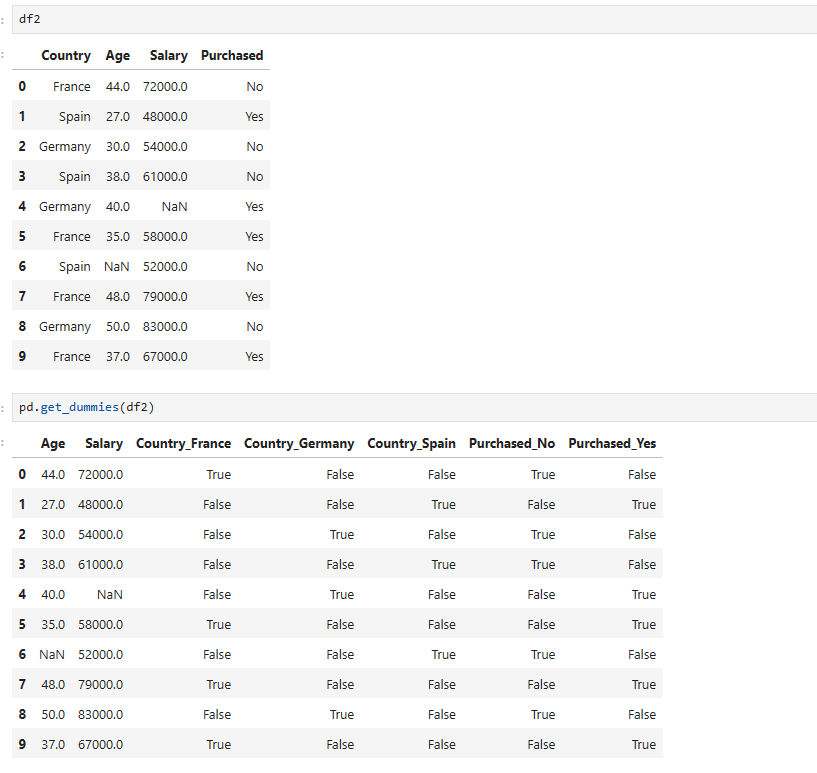 df2
Country Age Salary Purchased
0 France 44.0 72000.0 No
1 Spain 27.0 48000.0 Yes
2 Germany 30.0 54000.0 No
3 Spain 38.0 61000.0 No
4 Germany 40.0 NaN Yes
5 France 35.0 58000.0 Yes
6 Spain NaN 52000.0 No
7 France 48.0 79000.0 Yes
8 Germany 50.0 83000.0 No
9 France 37.0 67000.0 Yes
pd.get_dummies(df2)
Age Salary Country_France Country_Germany Country_Spain Purchased_No Purchased_Yes
0 44.0 72000.0 True False False True False
1 27.0 48000.0 False False True False True
2 30.0 54000.0 False True False True False
3 38.0 61000.0 False False True True False
4 40.0 NaN False True False False True
5 35.0 58000.0 True False False False True
6 NaN 52000.0 False False True True False
7 48.0 79000.0 True False False False True
8 50.0 83000.0 False True False True False
9 37.0 67000.0 True False False False True